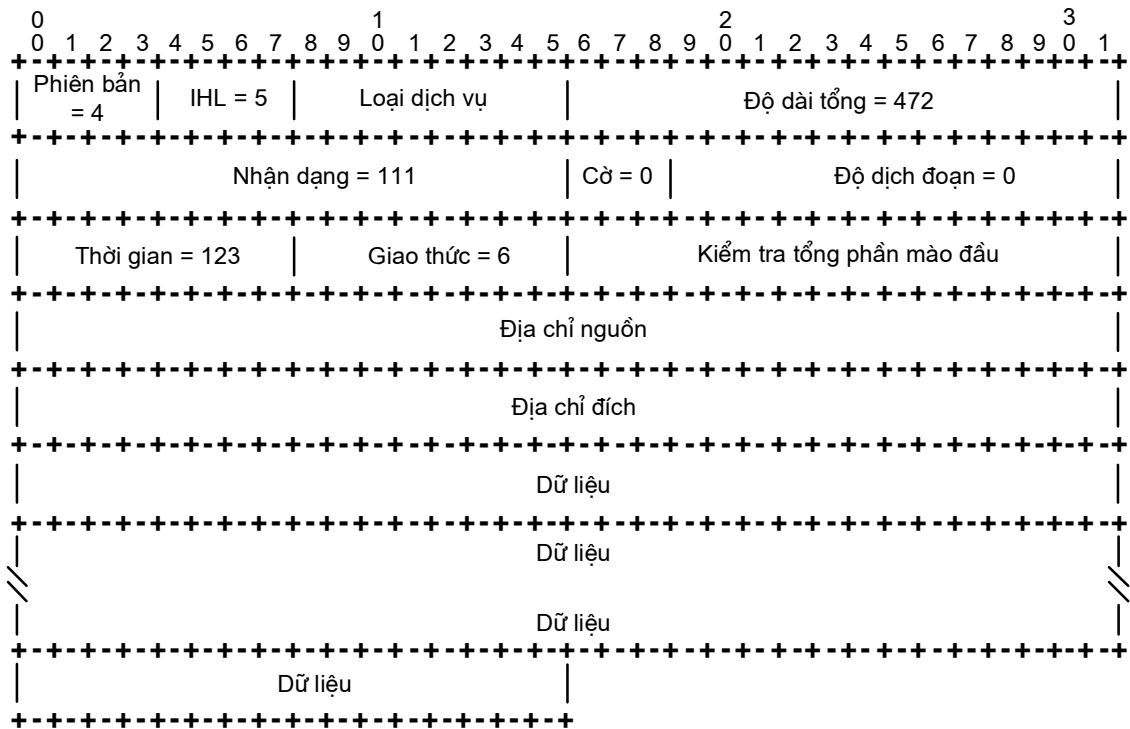 0 1 2 3
0 1 2 3 4 5 6 7 8 9 0 1 2 3 4 5 6 7 8 9 0 1 2 3 4 5 6 7 8 9 0 1
Phiên bản
= 4
IHL = 5
Loại dịch vụ
Độ dài tổng = 472
Nhận dạng = 111
Cờ = 0
Độ dịch đoạn = 0
Thời gian = 123
Giao thức = 6
Kiểm tra tổng phần mào đầu
Địa chỉ nguồn
Địa chỉ đích
Dữ liệu
Dữ liệu
Dữ liệu
Dữ liệu